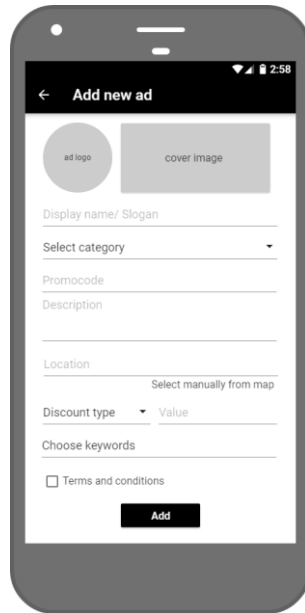 2:58
Add new ad
ad logo
cover image
Display name/ Slogan
Select category
Promocode
Description
Location
Select manually from map
Discount type
Value
Choose keywords
Terms and conditions
Add